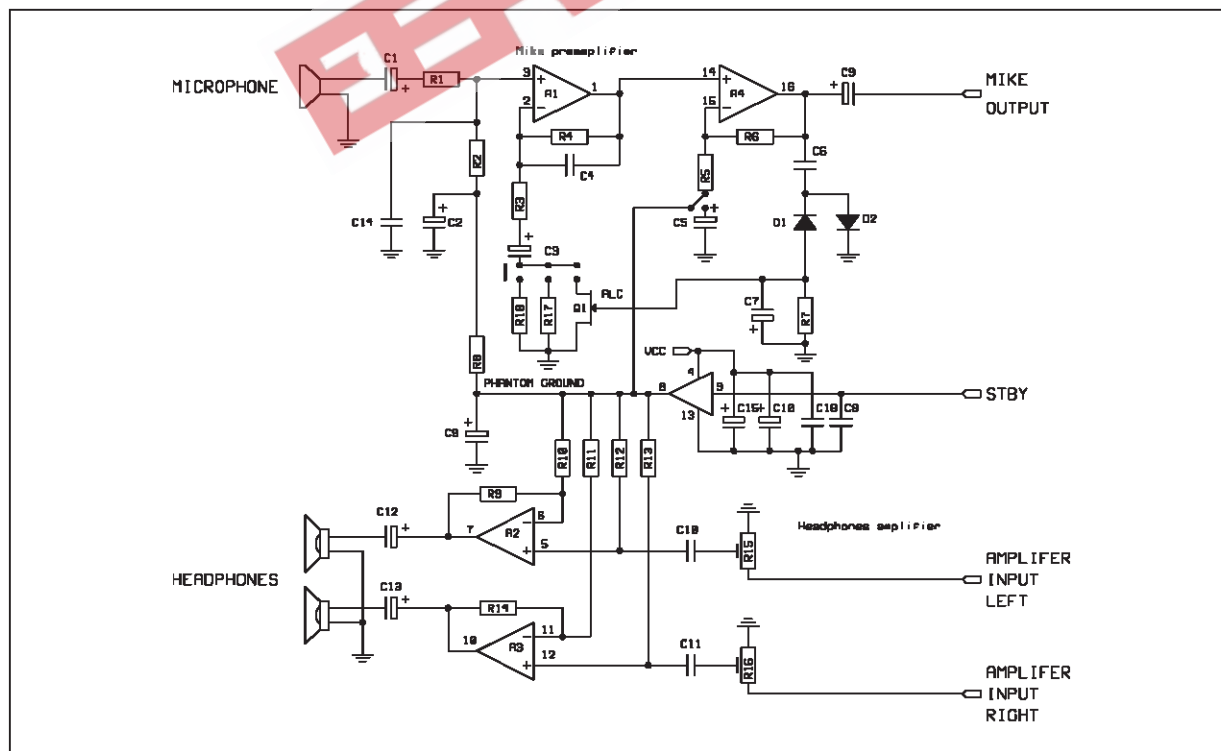 Mike preamplifier
C1
R1
MICROPHONE
3
2
A1
1
14
15
A4
16
C9
MIKE
OUTPUT
R4
C4
R6
R2
R5
C6
R3
C14
C2
C5
D1
D2
C3
ALC
R18
R17
Q1
C7
R7
VCC
R8
PHANTOM GROUND
4
8
9
13
C15
C18
C8
STBY
R10
R11
R12
R13
R9
C12
7
A2
6
5
C10
R15
Headphones amplifier
AMPLIFER
INPUT
LEFT
HEADPHONES
C13
R14
10
A3
11
12
C11
R16
AMPLIFER
INPUT
RIGHT